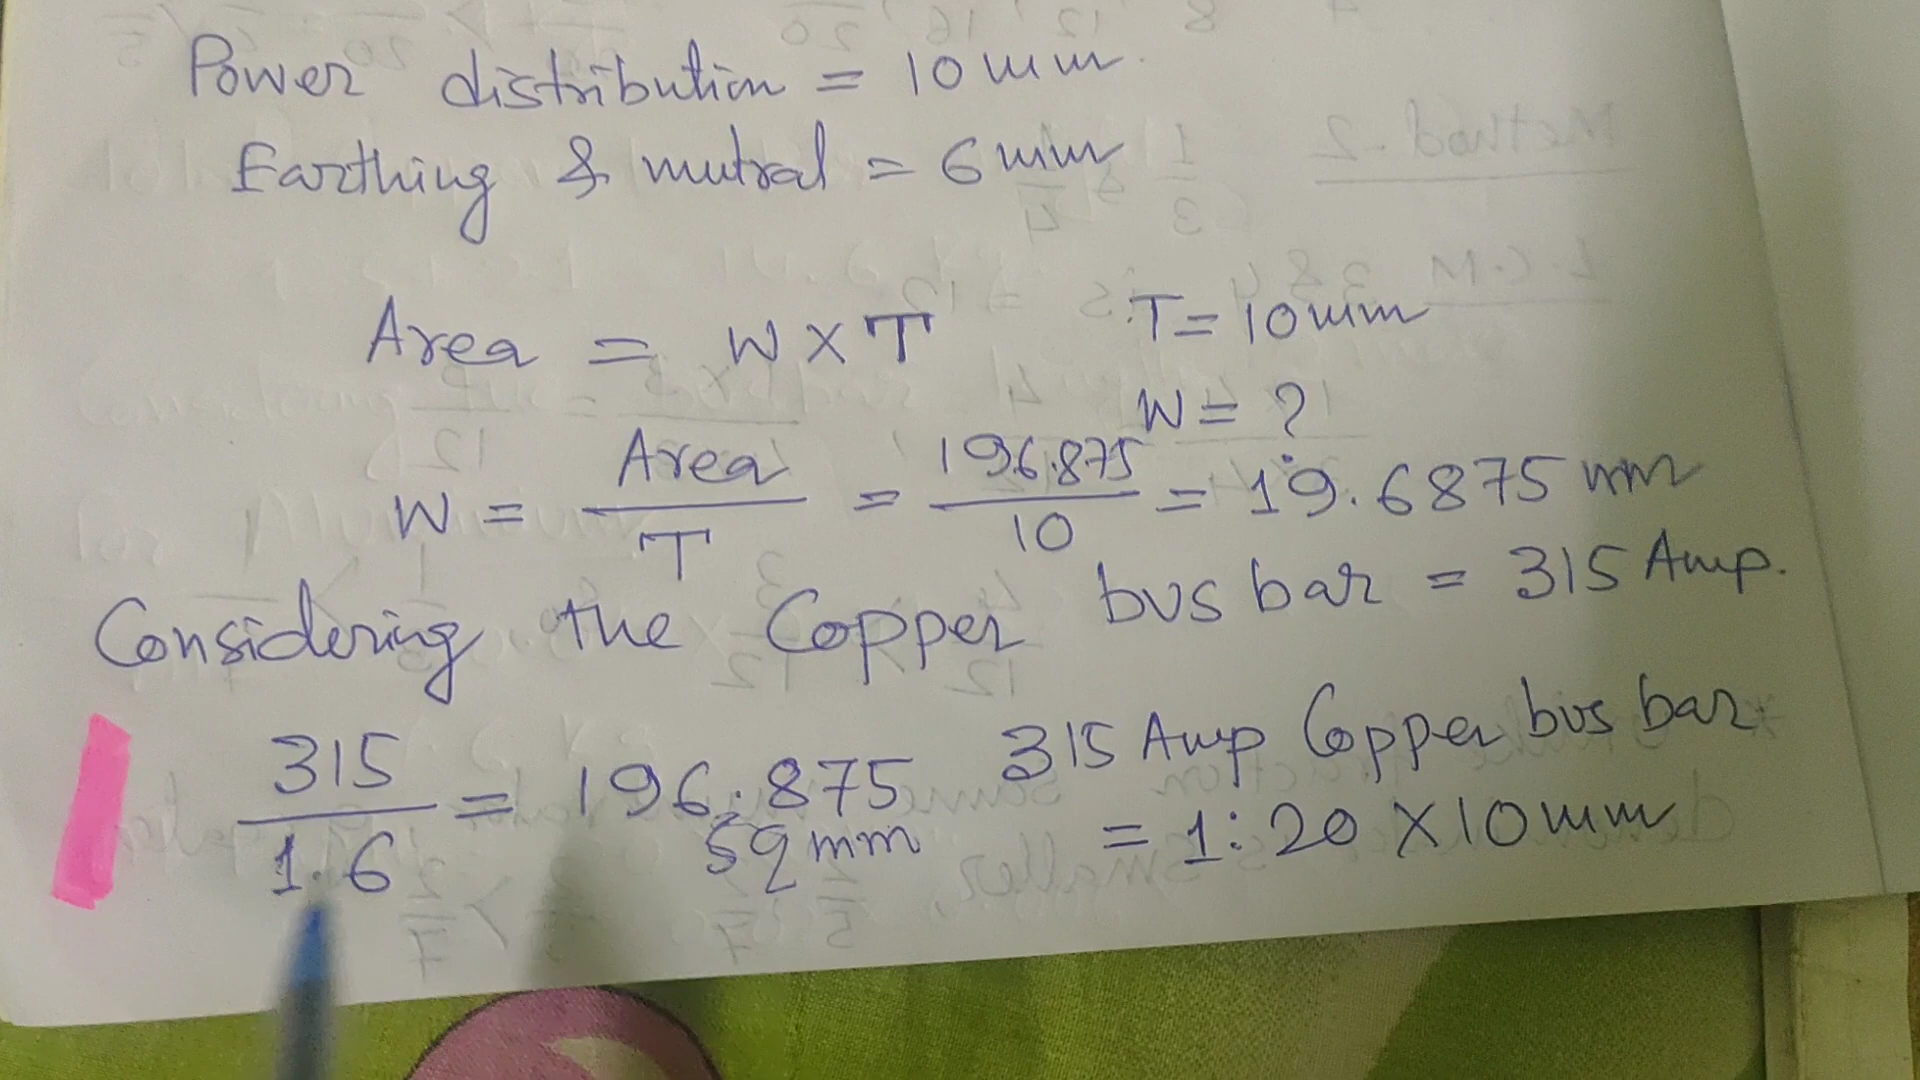 Power distribution = 10 mm.
Earthing & nutral = 6 mm
Area = W X T
T = 10 mm
W = ?
W = Area / T = 196.875 / 10 = 19.6875 mm
Considering the Copper bus bar = 315 Amp.
315 / 1.6 = 196.875 sq mm
315 Amp Copper bus bar
= 1: 20 X 10 mm